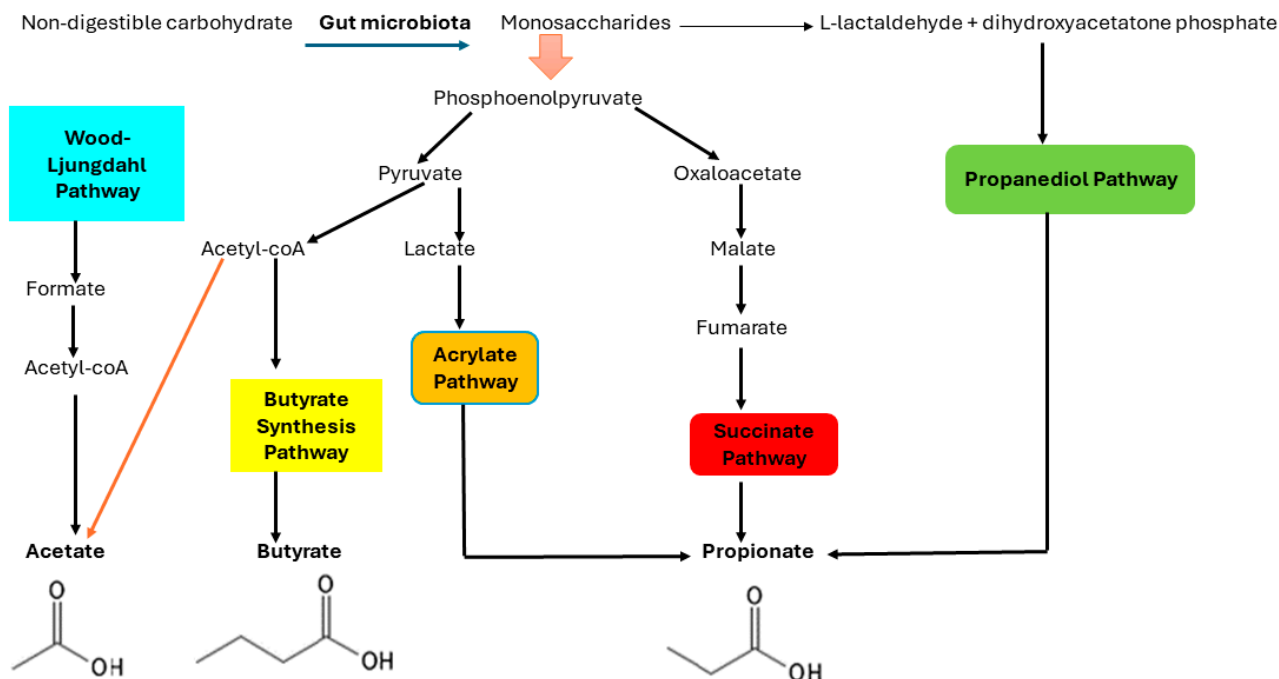 Non-digestible carbohydrate
Gut microbiota
Monosaccharides
L-lactaldehyde + dihydroxyacetatone phosphate
Phosphoenolpyruvate
Wood-
Ljungdahl
Pathway
Pyruvate
Oxaloacetate
Propanediol Pathway
Acetyl-coA
Lactate
Malate
Formate
Fumarate
Acetyl-coA
Acrylate
Pathway
Butyrate
Synthesis
Pathway
Succinate
Pathway
Acetate
Butyrate
Propionate
O
OH
O
OH
O
OH